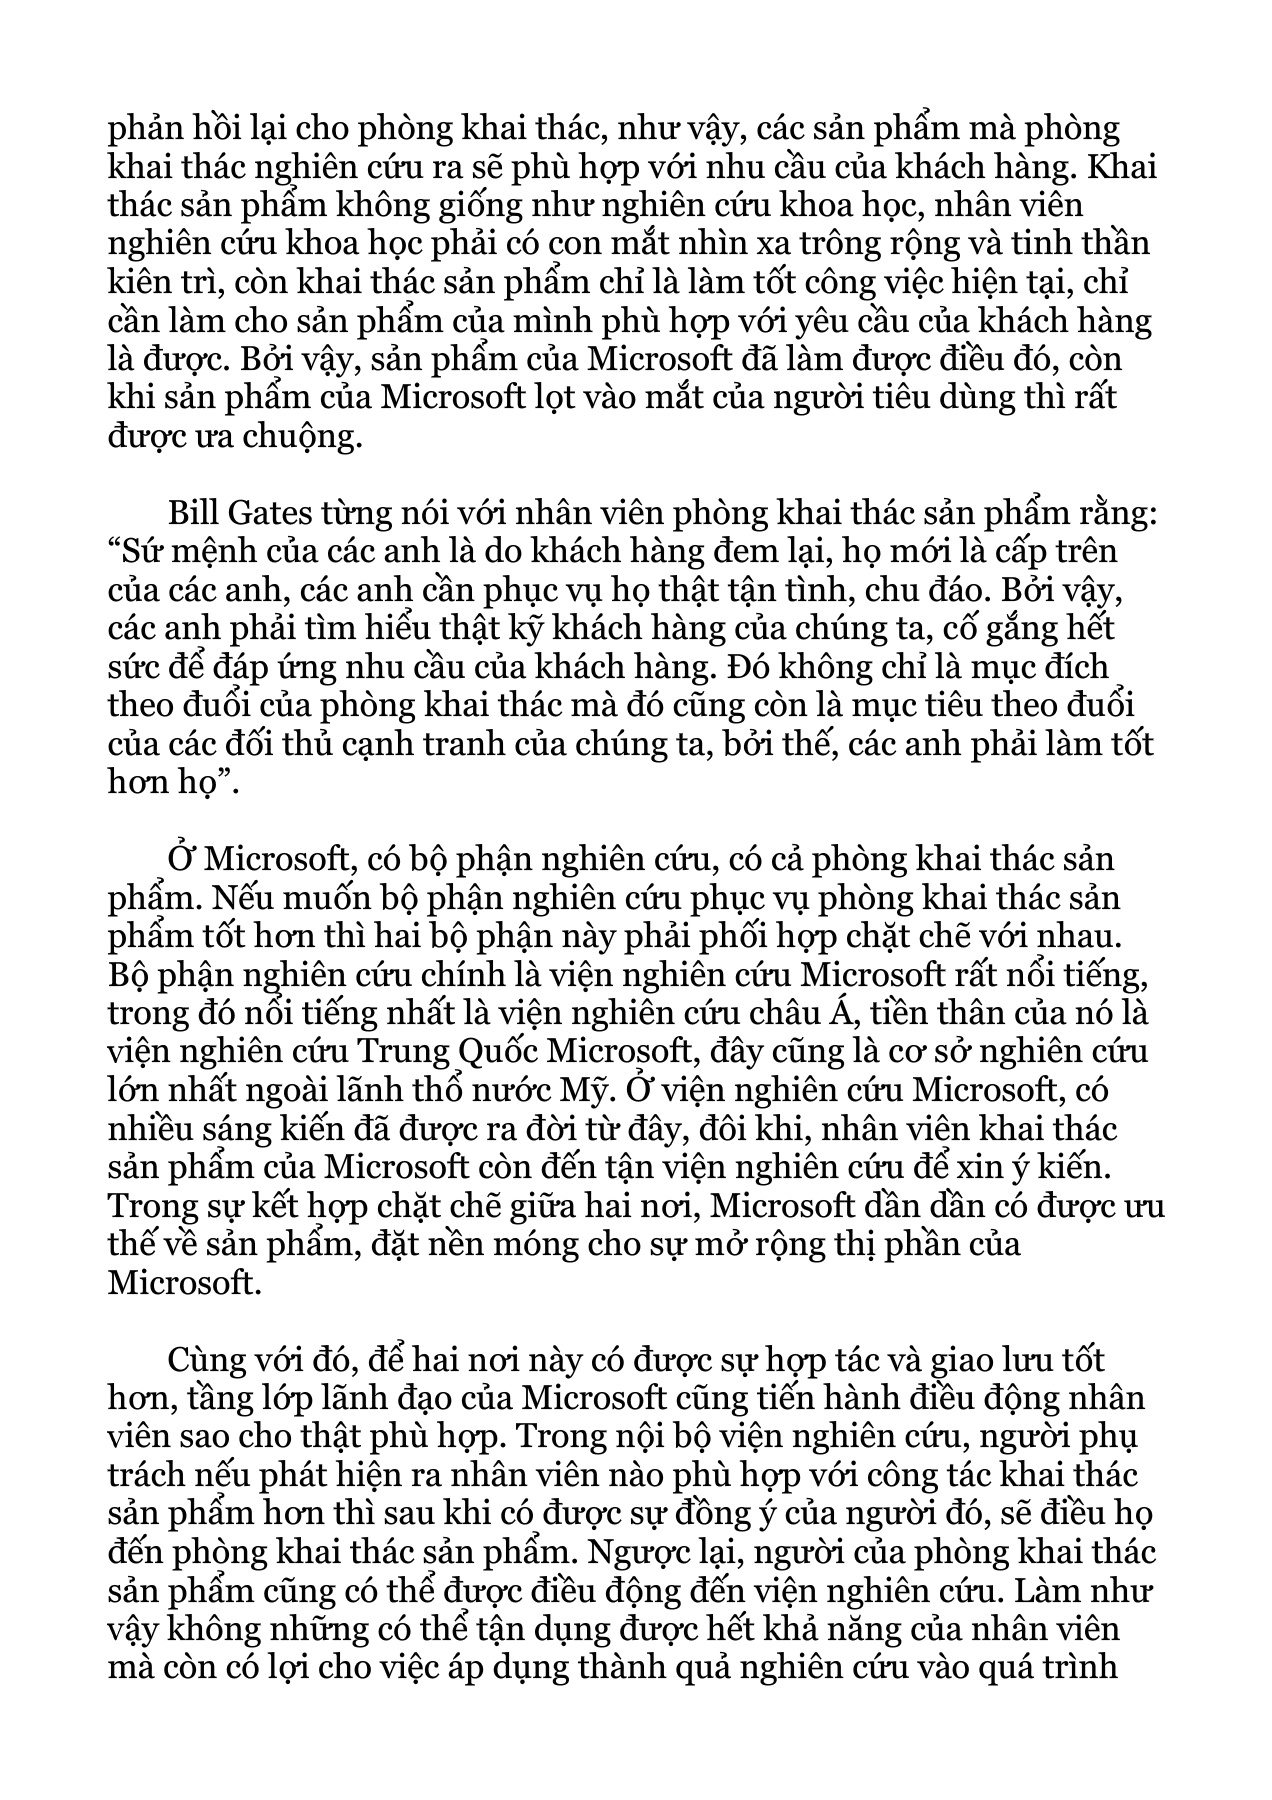 phản hồi lại cho phòng khai thác, như vậy, các sản phẩm mà phòng
khai thác nghiên cứu ra sẽ phù hợp với nhu cầu của khách hàng. Khai
thác sản phẩm không giống như nghiên cứu khoa học, nhân viên
nghiên cứu khoa học phải có con mắt nhìn xa trông rộng và tinh thần
kiên trì, còn khai thác sản phẩm chỉ là làm tốt công việc hiện tại, chỉ
cần làm cho sản phẩm của mình phù hợp với yêu cầu của khách hàng
là được. Bởi vậy, sản phẩm của Microsoft đã làm được điều đó, còn
khi sản phẩm của Microsoft lọt vào mắt của người tiêu dùng thì rất
được ưa chuộng.
Bill Gates từng nói với nhân viên phòng khai thác sản phẩm rằng:
“Sứ mệnh của các anh là do khách hàng đem lại, họ mới là cấp trên
của các anh, các anh cần phục vụ họ thật tận tình, chu đáo. Bởi vậy,
các anh phải tìm hiểu thật kỹ khách hàng của chúng ta, cố gắng hết
sức để đáp ứng nhu cầu của khách hàng. Đó không chỉ là mục đích
theo đuổi của phòng khai thác mà đó cũng còn là mục tiêu theo đuổi
của các đối thủ cạnh tranh của chúng ta, bởi thế, các anh phải làm tốt
hơn họ”.
Ở Microsoft, có bộ phận nghiên cứu, có cả phòng khai thác sản
phẩm. Nếu muốn bộ phận nghiên cứu phục vụ phòng khai thác sản
phẩm tốt hơn thì hai bộ phận này phải phối hợp chặt chẽ với nhau.
Bộ phận nghiên cứu chính là viện nghiên cứu Microsoft rất nổi tiếng,
trong đó nổi tiếng nhất là viện nghiên cứu châu Á, tiền thân của nó là
viện nghiên cứu Trung Quốc Microsoft, đây cũng là cơ sở nghiên cứu
lớn nhất ngoài lãnh thổ nước Mỹ. Ở viện nghiên cứu Microsoft, có
nhiều sáng kiến đã được ra đời từ đây, đôi khi, nhân viên khai thác
sản phẩm của Microsoft còn đến tận viện nghiên cứu để xin ý kiến.
Trong sự kết hợp chặt chẽ giữa hai nơi, Microsoft dần dần có được ưu
thế về sản phẩm, đặt nền móng cho sự mở rộng thị phần của
Microsoft.
Cùng với đó, để hai nơi này có được sự hợp tác và giao lưu tốt
hơn, tầng lớp lãnh đạo của Microsoft cũng tiến hành điều động nhân
viên sao cho thật phù hợp. Trong nội bộ viện nghiên cứu, người phụ
trách nếu phát hiện ra nhân viên nào phù hợp với công tác khai thác
sản phẩm hơn thì sau khi có được sự đồng ý của người đó, sẽ điều họ
đến phòng khai thác sản phẩm. Ngược lại, người của phòng khai thác
sản phẩm cũng có thể được điều động đến viện nghiên cứu. Làm như
vậy không những có thể tận dụng được hết khả năng của nhân viên
mà còn có lợi cho việc áp dụng thành quả nghiên cứu vào quá trình